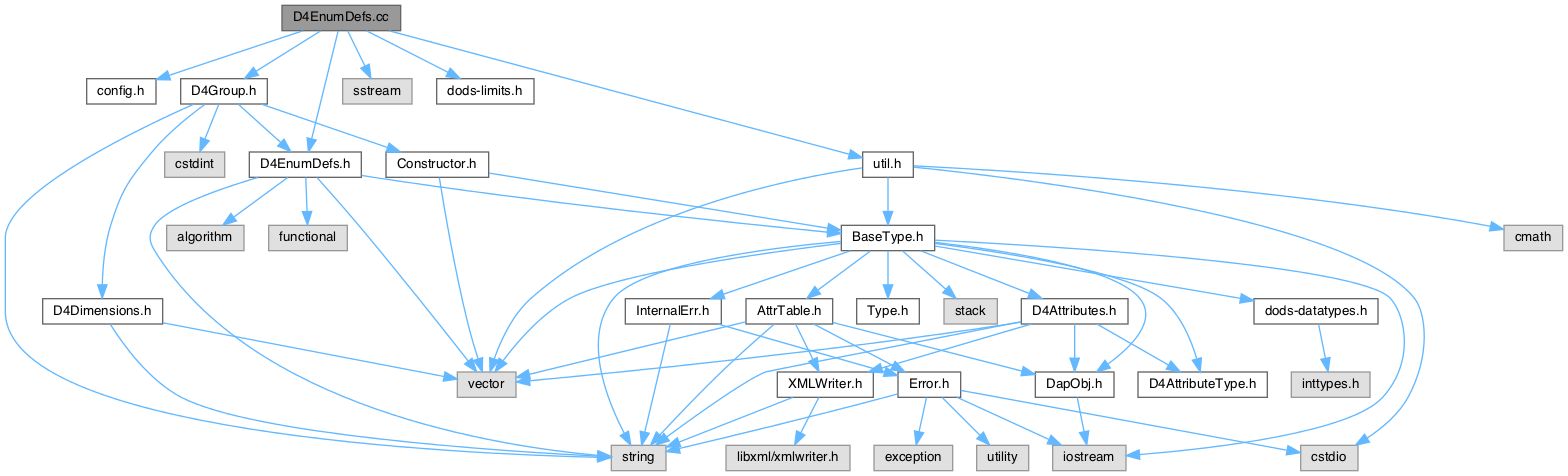 D4EnumDefs.cc
config.h
D4Group.h
sstream
dods-limits.h
cstdint
D4EnumDefs.h
Constructor.h
util.h
algorithm
functional
BaseType.h
cmath
D4Dimensions.h
InternalErr.h
AttrTable.h
Type.h
stack
D4Attributes.h
dods-datatypes.h
vector
XMLWriter.h
Error.h
DapObj.h
D4AttributeType.h
inttypes.h
string
libxml/xmlwriter.h
exception
utility
iostream
cstdio